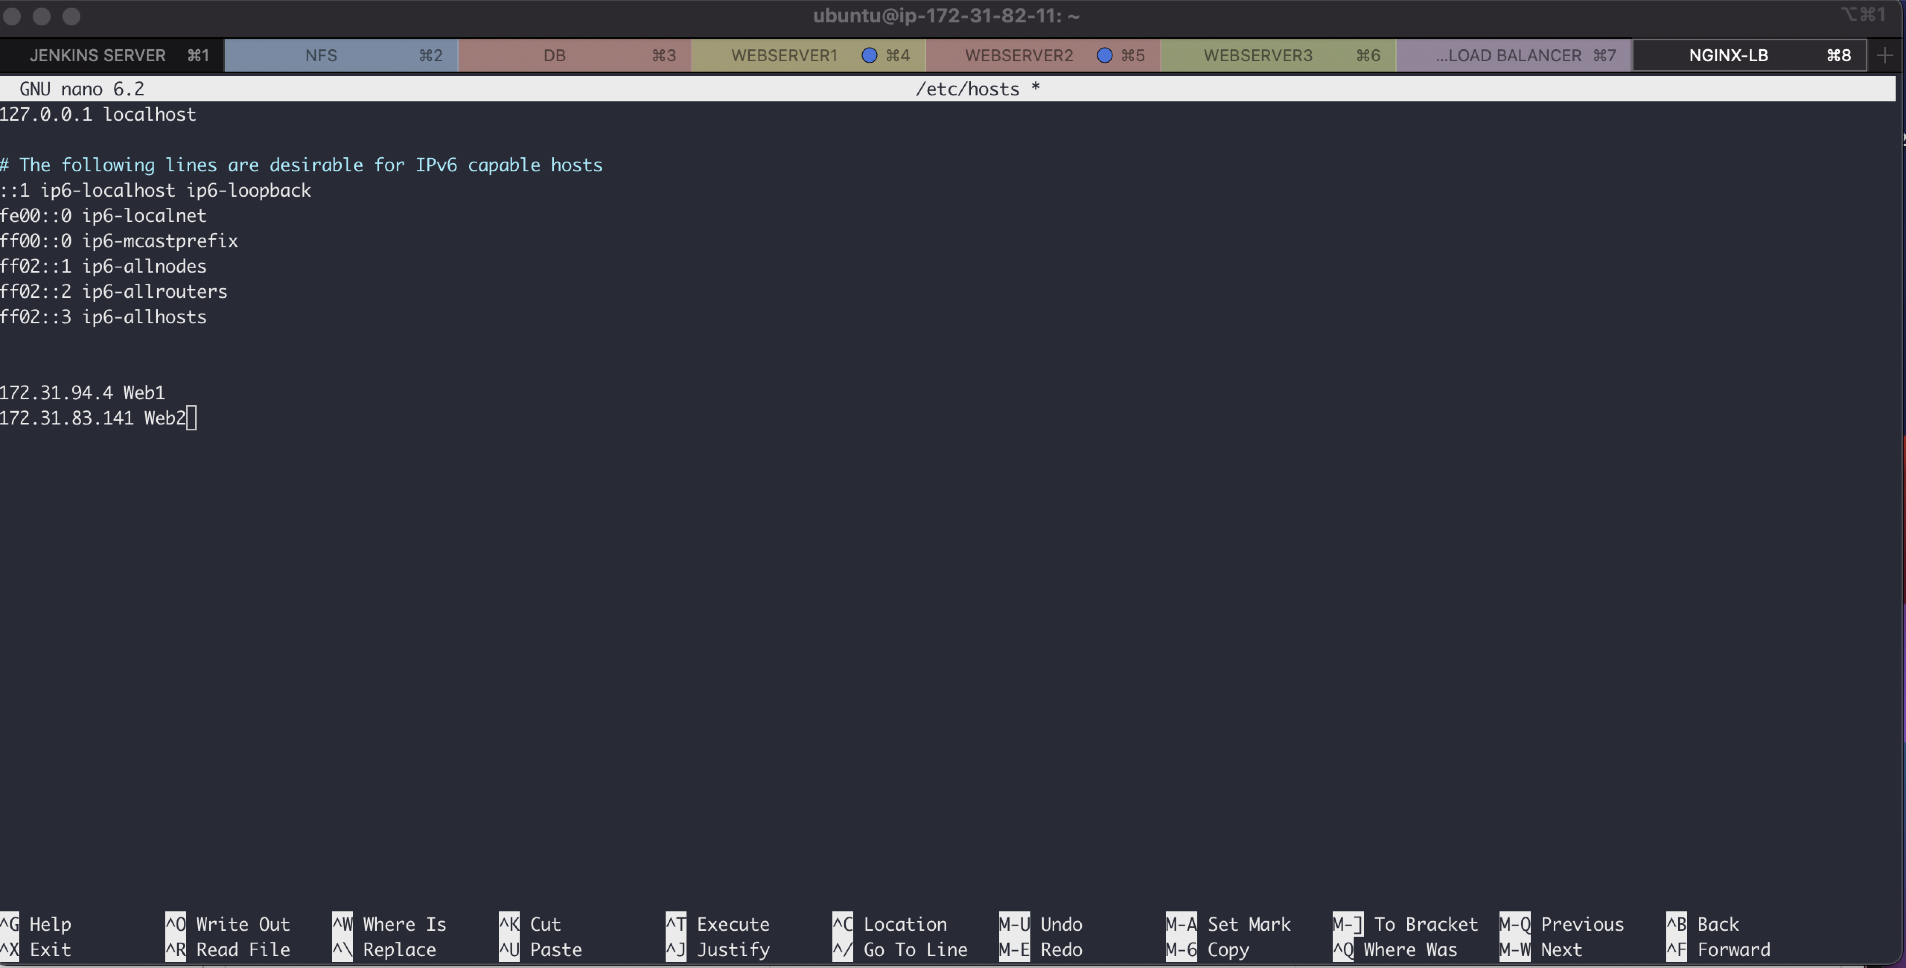 ubuntu@ip-172-31-82-11: ~ ⌥⌘1
JENKINS SERVER ⌘1 NFS ⌘2 DB ⌘3 WEBSERVER1 ⌘4 WEBSERVER2 ⌘5 WEBSERVER3 ⌘6 ...LOAD BALANCER ⌘7 NGINX-LB ⌘8 +
GNU nano 6.2 /etc/hosts *
127.0.0.1 localhost
# The following lines are desirable for IPv6 capable hosts
::1 ip6-localhost ip6-loopback
fe00::0 ip6-localnet
ff00::0 ip6-mcastprefix
ff02::1 ip6-allnodes
ff02::2 ip6-allrouters
ff02::3 ip6-allhosts
172.31.94.4 Web1
172.31.83.141 Web2
^G Help ^O Write Out ^W Where Is ^K Cut ^T Execute ^C Location M-U Undo M-A Set Mark M-] To Bracket M-Q Previous ^B Back
^X Exit ^R Read File ^\ Replace ^U Paste ^J Justify ^/ Go To Line M-E Redo M-6 Copy ^Q Where Was M-W Next ^F Forward